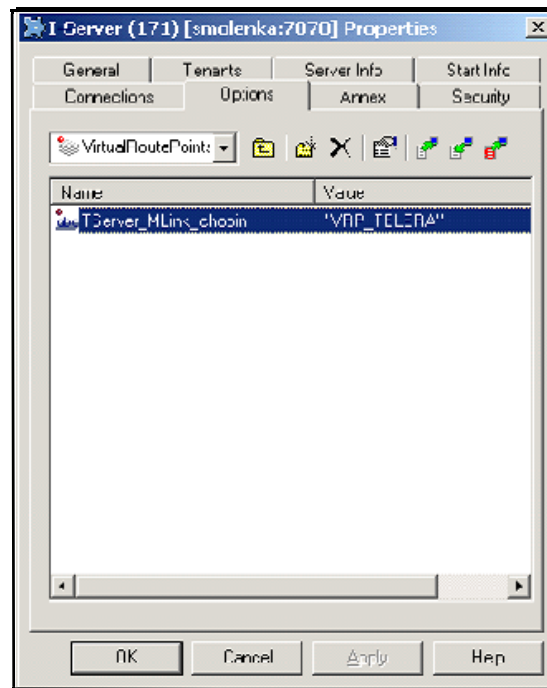 I-Server (171) [smolenka:7070] Properties
General Tenants Server Info Start Info
Connections Options Annex Security
VirtualRoutePoints
Name Value
TServer_MLink_chopin "VRP_TELERA"
OK Cancel Apply Help